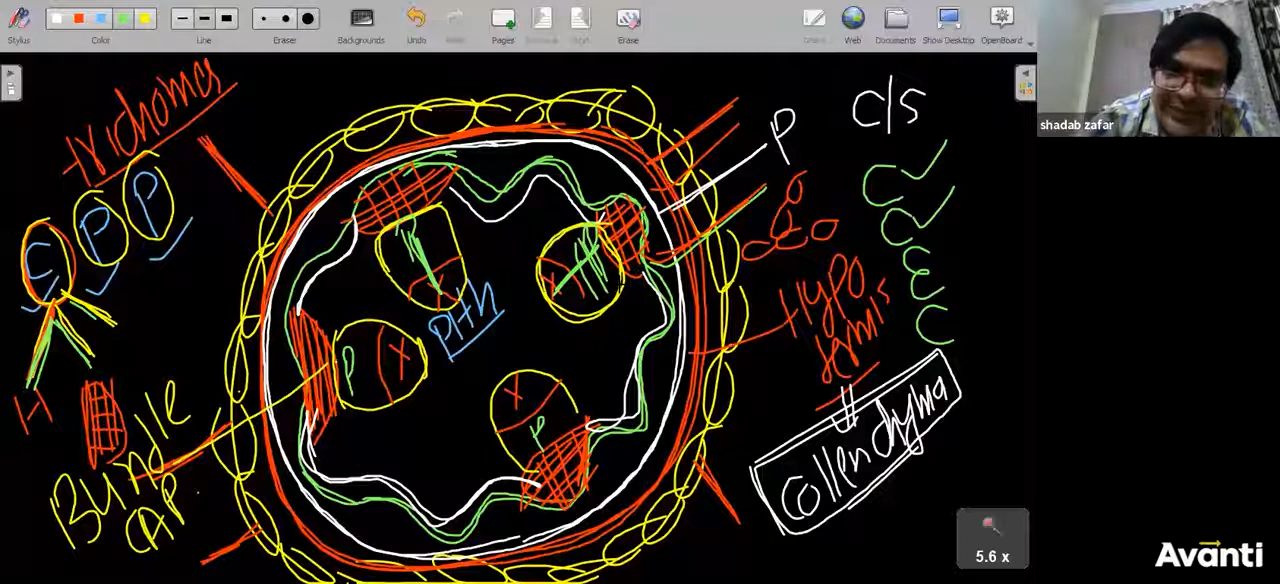 Stylus
Color
Line
Eraser
Backgrounds
Undo
Pages
Erase
Web
Documents
Show Desktop
OpenBoard
shadab zafar
trichomes
C/S
P
E P P
HYPO
dermis
Pith
P
X
X
X
P
X
H
Bundle
CAP
Collenchyma
5.6 x
Avanti